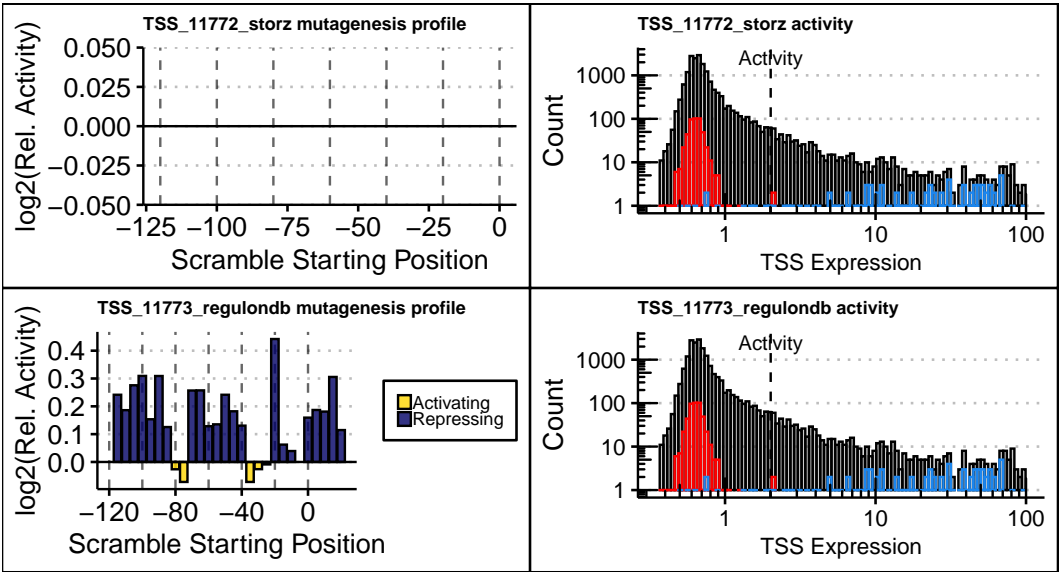 TSS_11772_storz mutagenesis profile
log2(Rel. Activity)
0.050
0.025
0.000
−0.025
−0.050
−125 −100 −75 −50 −25 0
Scramble Starting Position
TSS_11772_storz activity
Activity
Count
1000
100
10
1
1 10 100
TSS Expression
TSS_11773_regulondb mutagenesis profile
log2(Rel. Activity)
0.4
0.3
0.2
0.1
0.0
−120 −80 −40 0
Scramble Starting Position
Activating
Repressing
TSS_11773_regulondb activity
Activity
Count
1000
100
10
1
1 10 100
TSS Expression